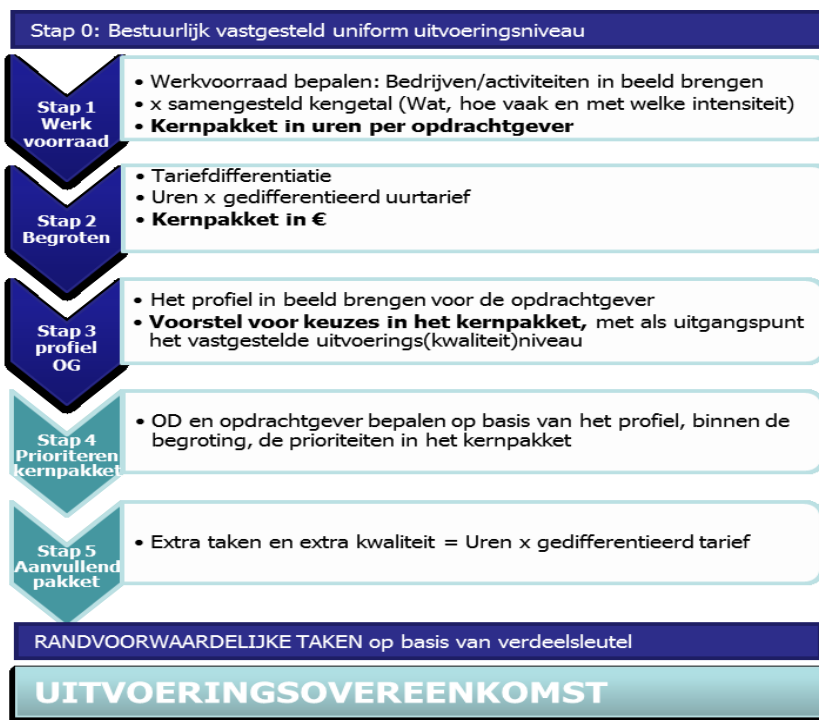 Stap 0: Bestuurlijk vastgesteld uniform uitvoeringsniveau
Stap 1
Werk
voorraad
• Werkvoorraad bepalen: Bedrijven/activiteiten in beeld brengen
• x samengesteld kengetal (Wat, hoe vaak en met welke intensiteit)
• Kernpakket in uren per opdrachtgever
Stap 2
Begroten
• Tariefdifferentiatie
• Uren x gedifferentieerd uurtarief
• Kernpakket in €
Stap 3
profiel
OG
• Het profiel in beeld brengen voor de opdrachtgever
• Voorstel voor keuzes in het kernpakket, met als uitgangspunt
het vastgestelde uitvoerings(kwaliteit)niveau
Stap 4
Prioriteren
kernpakket
• OD en opdrachtgever bepalen op basis van het profiel, binnen de
begroting, de prioriteiten in het kernpakket
Stap 5
Aanvullend
pakket
• Extra taken en extra kwaliteit = Uren x gedifferentieerd tarief
RANDVOORWAARDELIJKE TAKEN op basis van verdeelsleutel
UITVOERINGSOVEREENKOMST